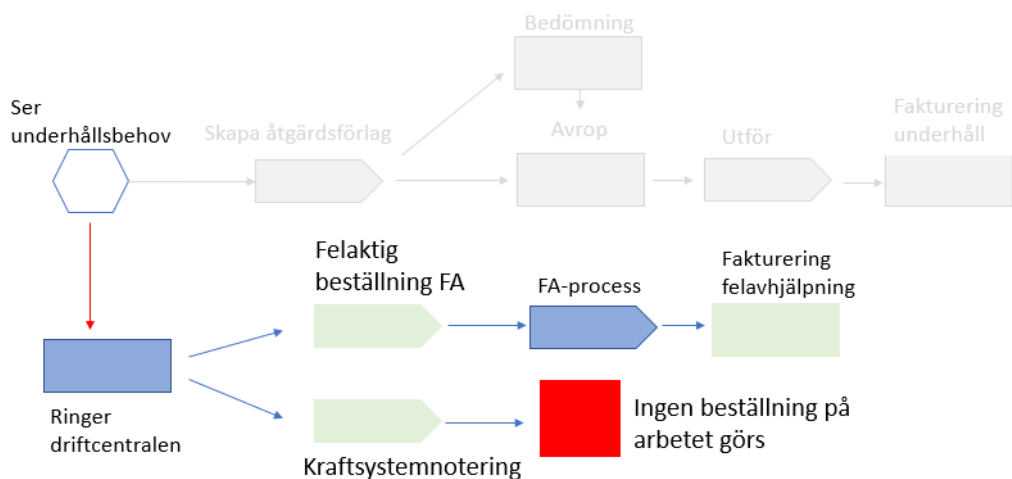 Bedömning
Ser
underhållsbehov
Skapa åtgärdsförlag
Avrop
Utför
Fakturering
underhåll
Felaktig
beställning FA
FA-process
Fakturering
felavhjälpning
Ringer
driftcentralen
Kraftsystemnotering
Ingen beställning på
arbetet görs